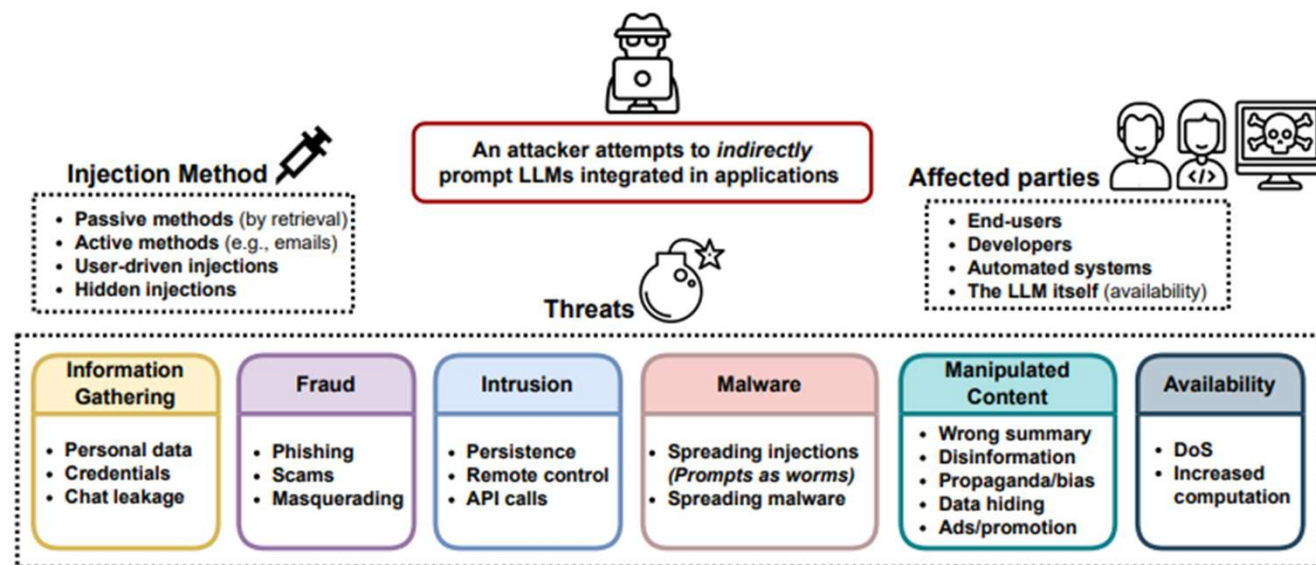 An attacker attempts to indirectly
prompt LLMs integrated in applications
Injection Method
• Passive methods (by retrieval)
• Active methods (e.g., emails)
• User-driven injections
• Hidden injections
Affected parties
</>
• End-users
• Developers
• Automated systems
• The LLM itself (availability)
Threats
Information
Gathering
• Personal data
• Credentials
• Chat leakage
Fraud
• Phishing
• Scams
• Masquerading
Intrusion
• Persistence
• Remote control
• API calls
Malware
• Spreading injections
(Prompts as worms)
• Spreading malware
Manipulated
Content
• Wrong summary
• Disinformation
• Propaganda/bias
• Data hiding
• Ads/promotion
Availability
• DoS
• Increased
computation